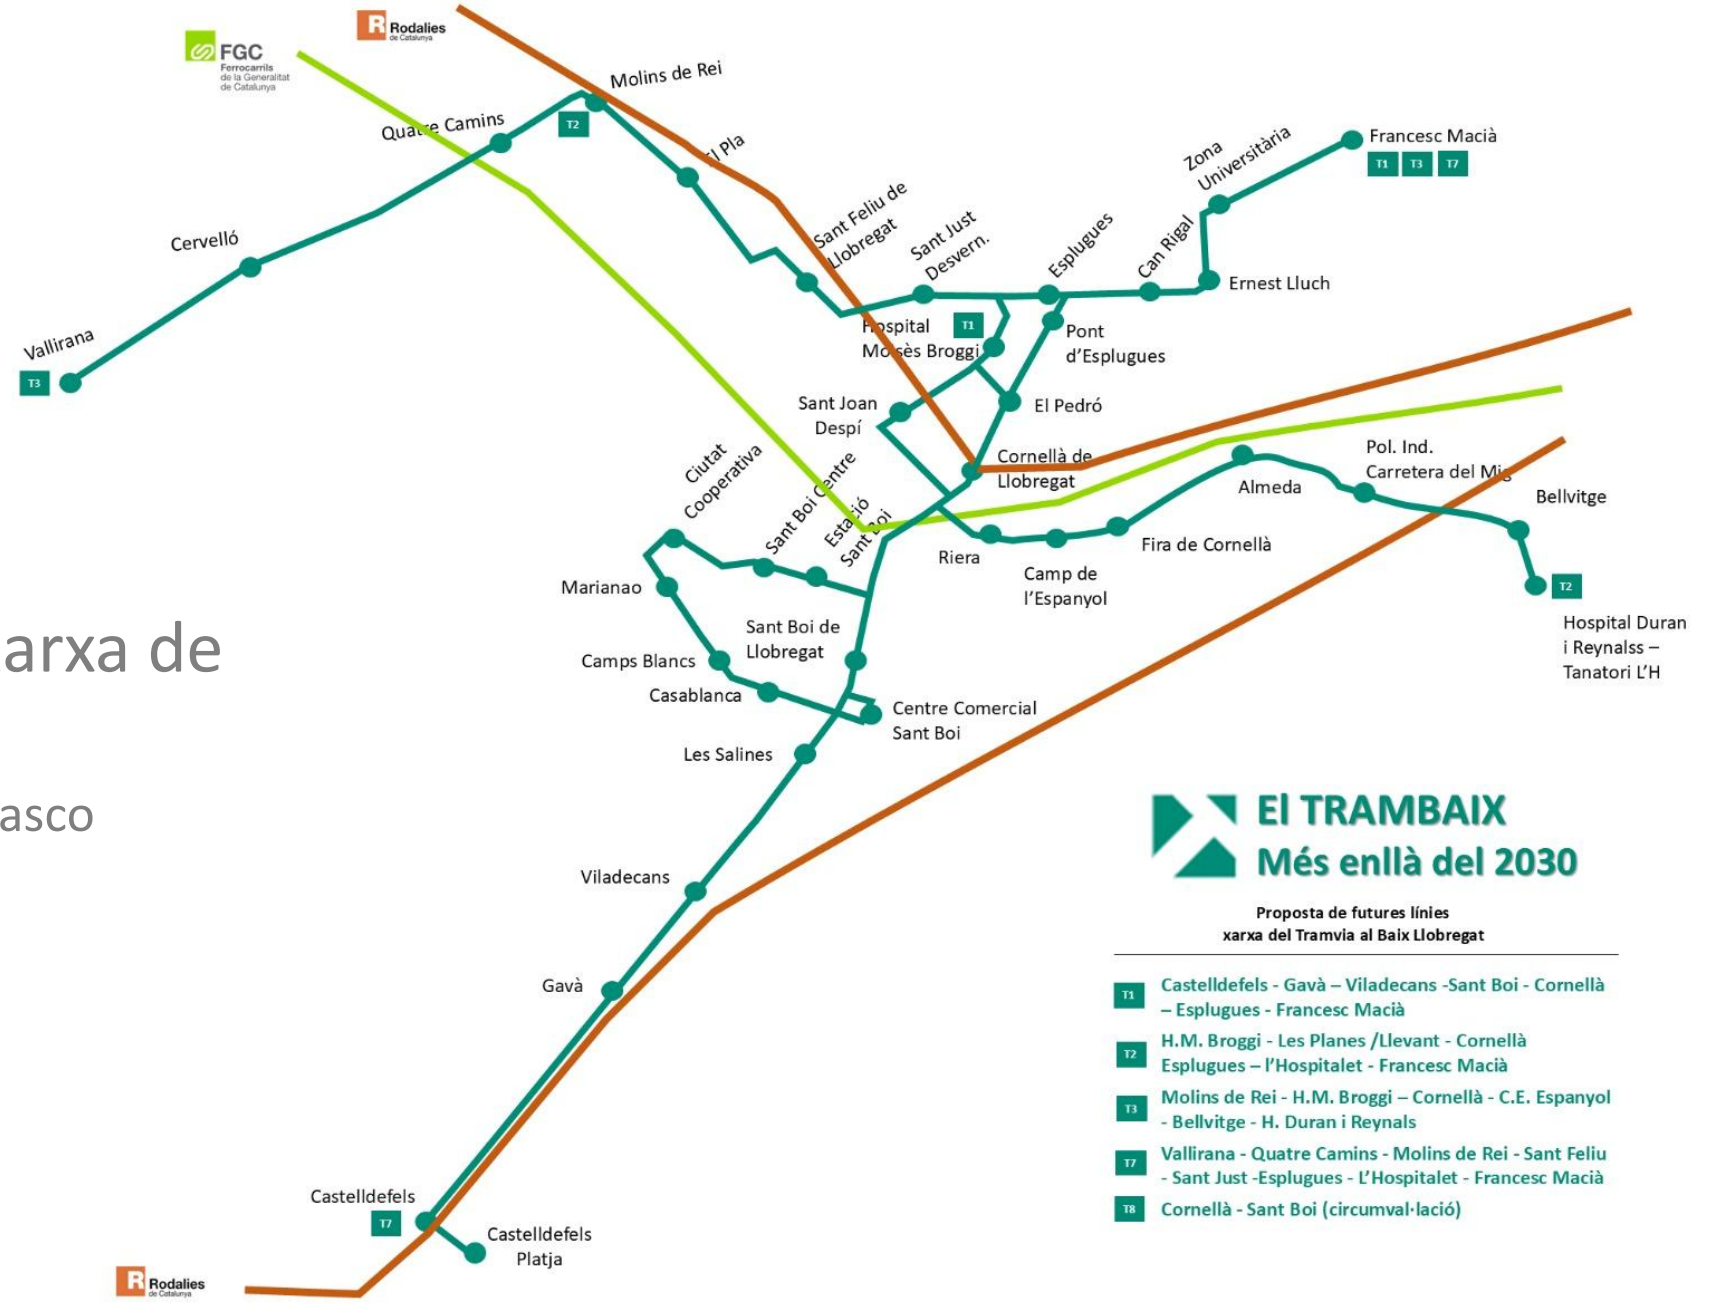 R Rodalies
de Catalunya
FGC
Ferrocarrils
de la Generalitat
de Catalunya
Molins de Rei
T2
Quatre Camins
El Pla
Cervelló
Vallirana
T3
Sant Feliu de
Llobregat
Sant Just
Desvern.
Esplugues
Can Rigal
Zona
Universitària
Francesc Macià
T1 T3 T7
Ernest Lluch
Hospital
Moisès Broggi
T1
Pont
d’Esplugues
Sant Joan
Despí
El Pedró
Cornellà de
Llobregat
Ciutat
Cooperativa
Sant Boi Centre
Estació
Sant Boi
Riera
Camp de
l’Espanyol
Fira de Cornellà
Almeda
Pol. Ind.
Carretera del Mig
Bellvitge
T2
Hospital Duran
i Reynalss –
Tanatori L’H
Marianao
Sant Boi de
Llobregat
Camps Blancs
Casablanca
Centre Comercial
Sant Boi
Les Salines
Viladecans
Gavà
Castelldefels
T7
Castelldefels
Platja
R Rodalies
de Catalunya
arxa de
asco
El TRAMBAIX
Més enllà del 2030
Proposta de futures línies
xarxa del Tramvia al Baix Llobregat
T1 Castelldefels - Gavà – Viladecans -Sant Boi - Cornellà
– Esplugues - Francesc Macià
T2 H.M. Broggi - Les Planes /Llevant - Cornellà
Esplugues – l’Hospitalet - Francesc Macià
T3 Molins de Rei - H.M. Broggi – Cornellà - C.E. Espanyol
- Bellvitge - H. Duran i Reynals
T7 Vallirana - Quatre Camins - Molins de Rei - Sant Feliu
- Sant Just -Esplugues - L’Hospitalet - Francesc Macià
T8 Cornellà - Sant Boi (circumval·lació)